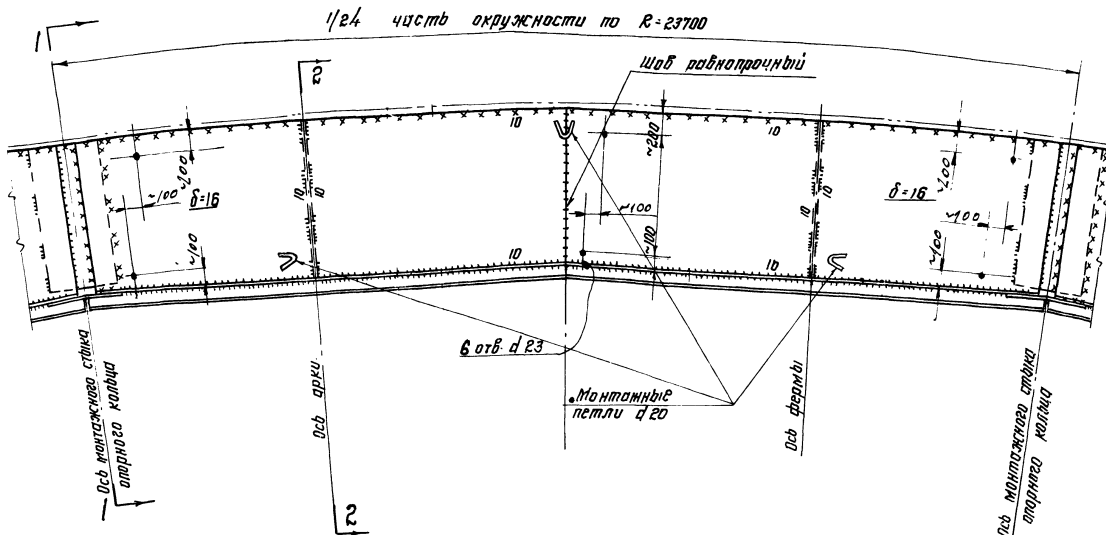 1/24 часть окружности по R=23700
1
2
Шов равнопрочный
10
10
~200
~280
~200
~100
δ=16
10
10
~100
10
10
δ=16
~100
~100
~100
~100
10
10
6 отв. d 23
Монтажные
петли d 20
Ось монтажного стыка
опорного кольца
Ось арки
Ось фермы
Ось монтажного стыка
опорного кольца
1
2